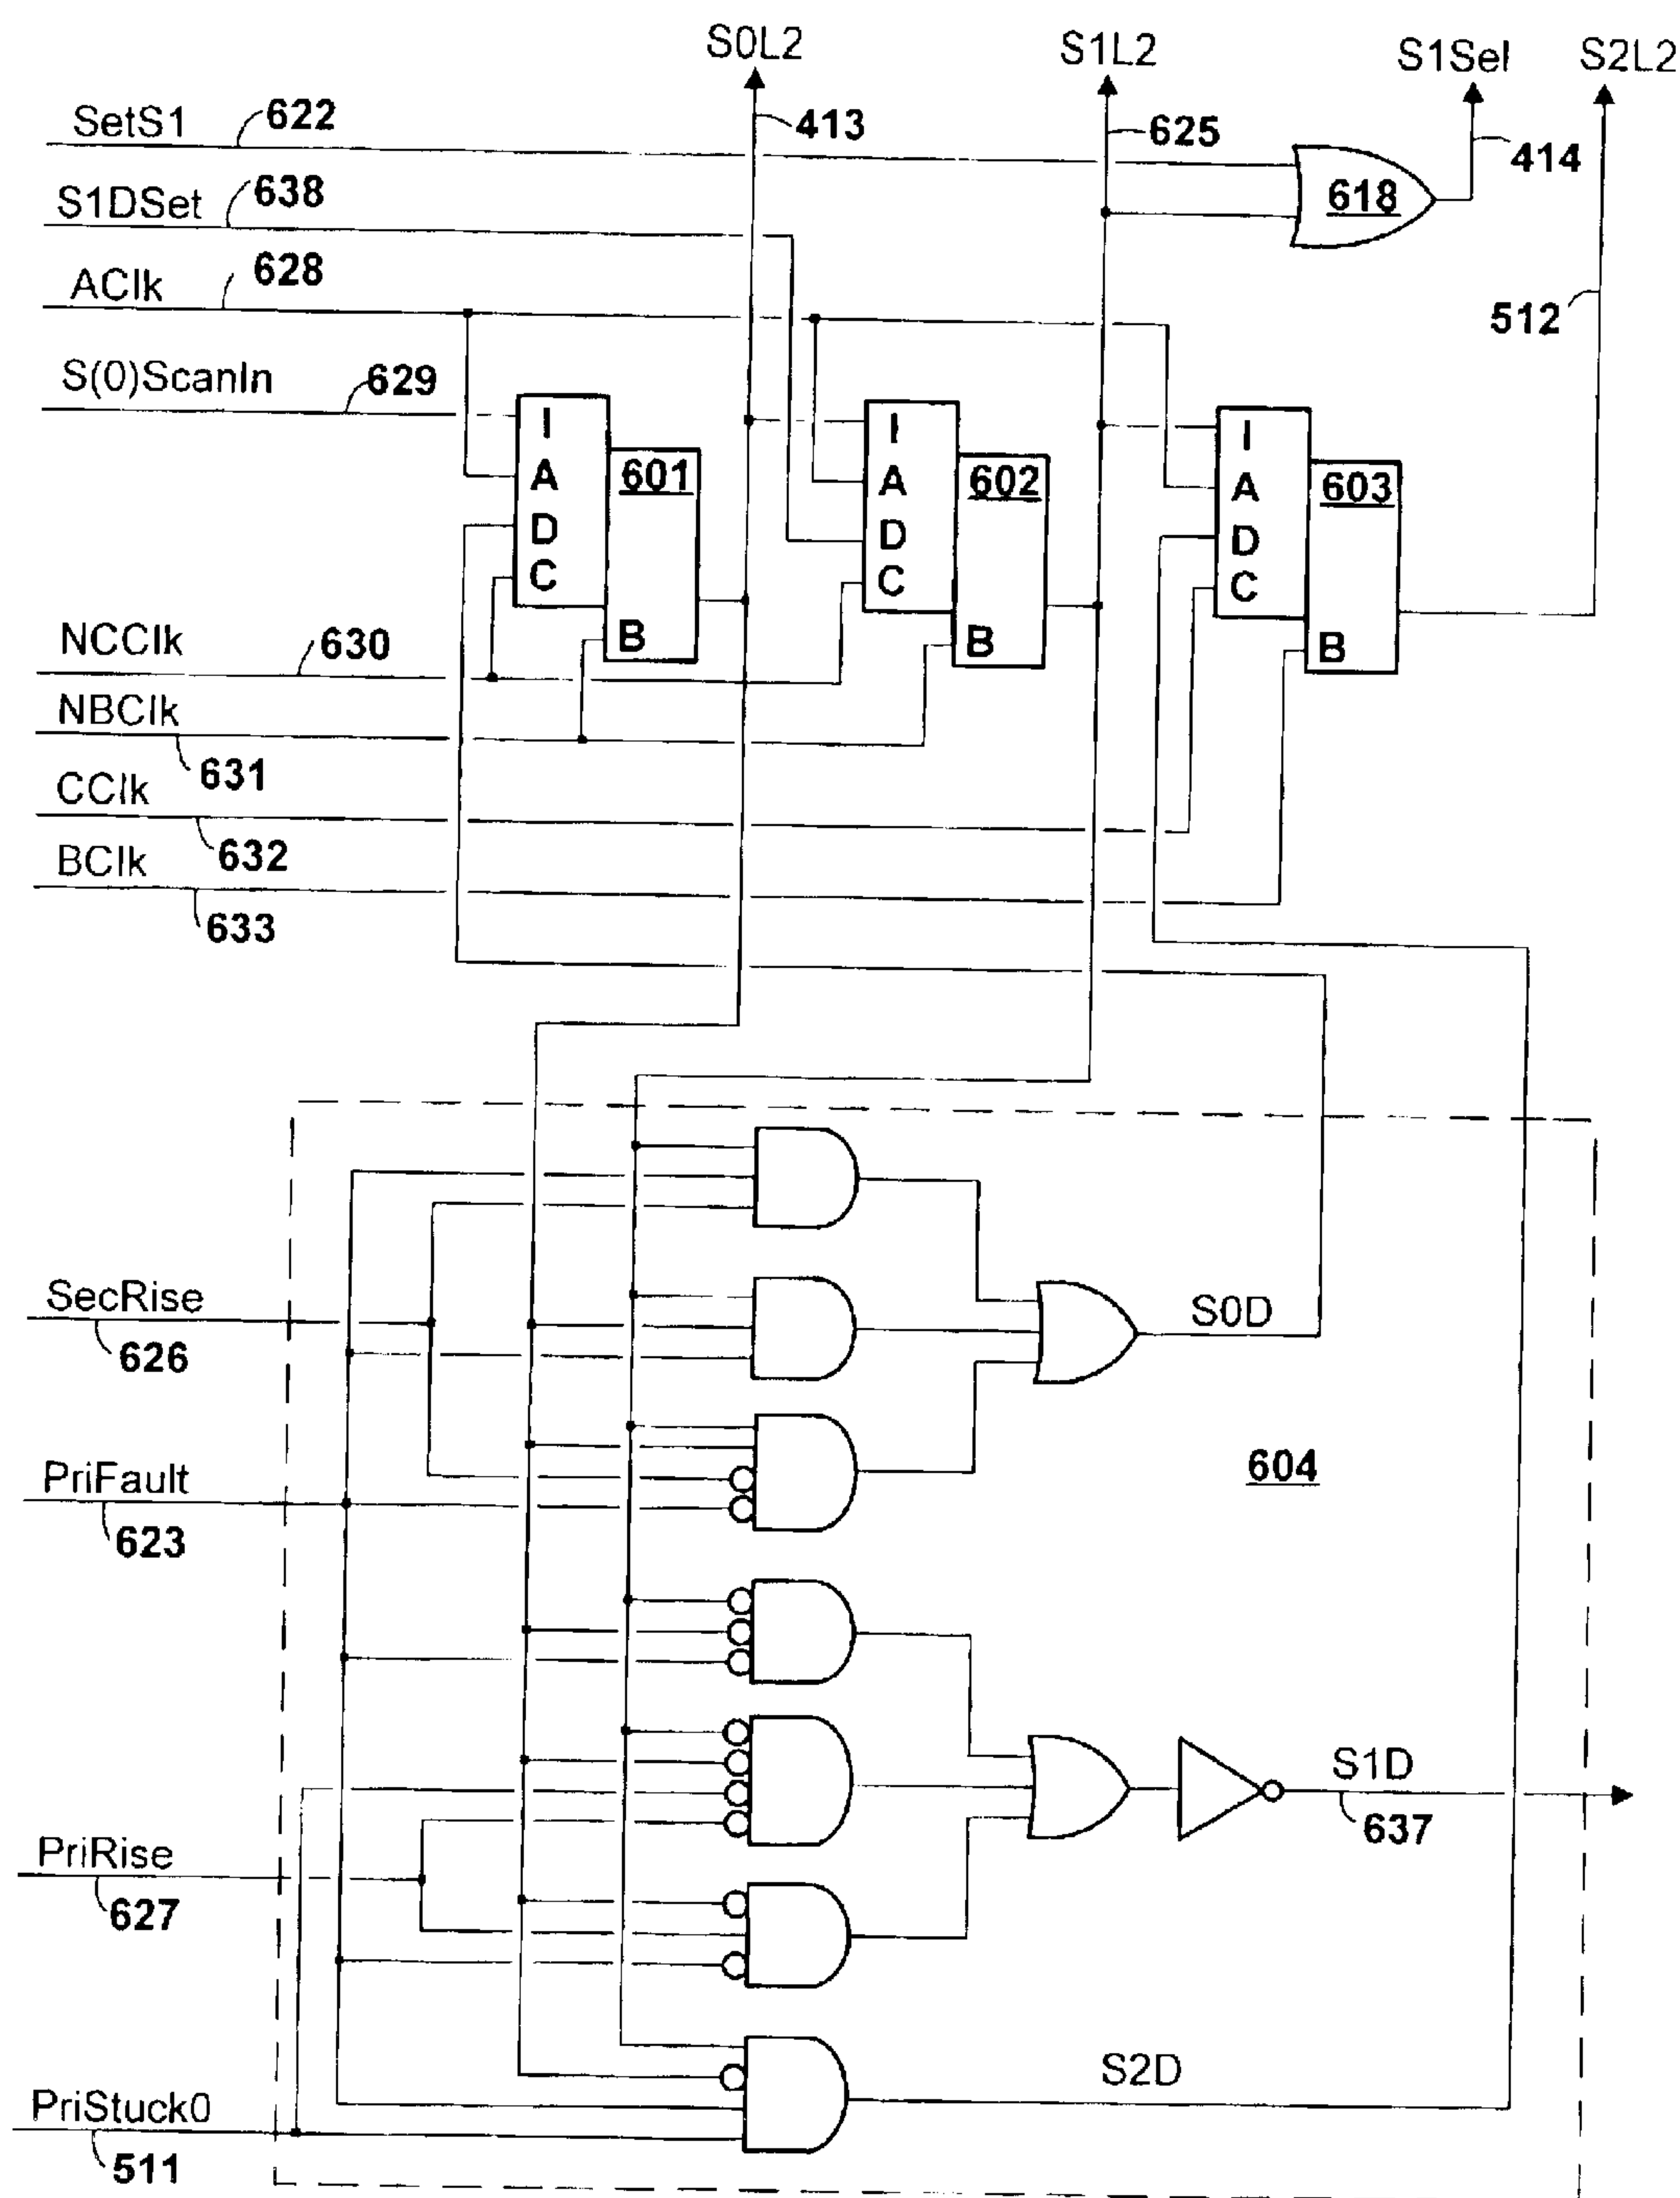 S0L2
S1L2
S1Sel
S2L2
SetS1
622
413
625
414
618
S1DSet
638
AClk
628
512
S(0)ScanIn
629
I
A
D
C
B
601
I
A
D
C
B
602
I
A
D
C
B
603
NCClk
630
NBClk
631
CClk
632
BClk
633
SecRise
626
S0D
604
PriFault
623
S1D
637
PriRise
627
S2D
PriStuck0
511